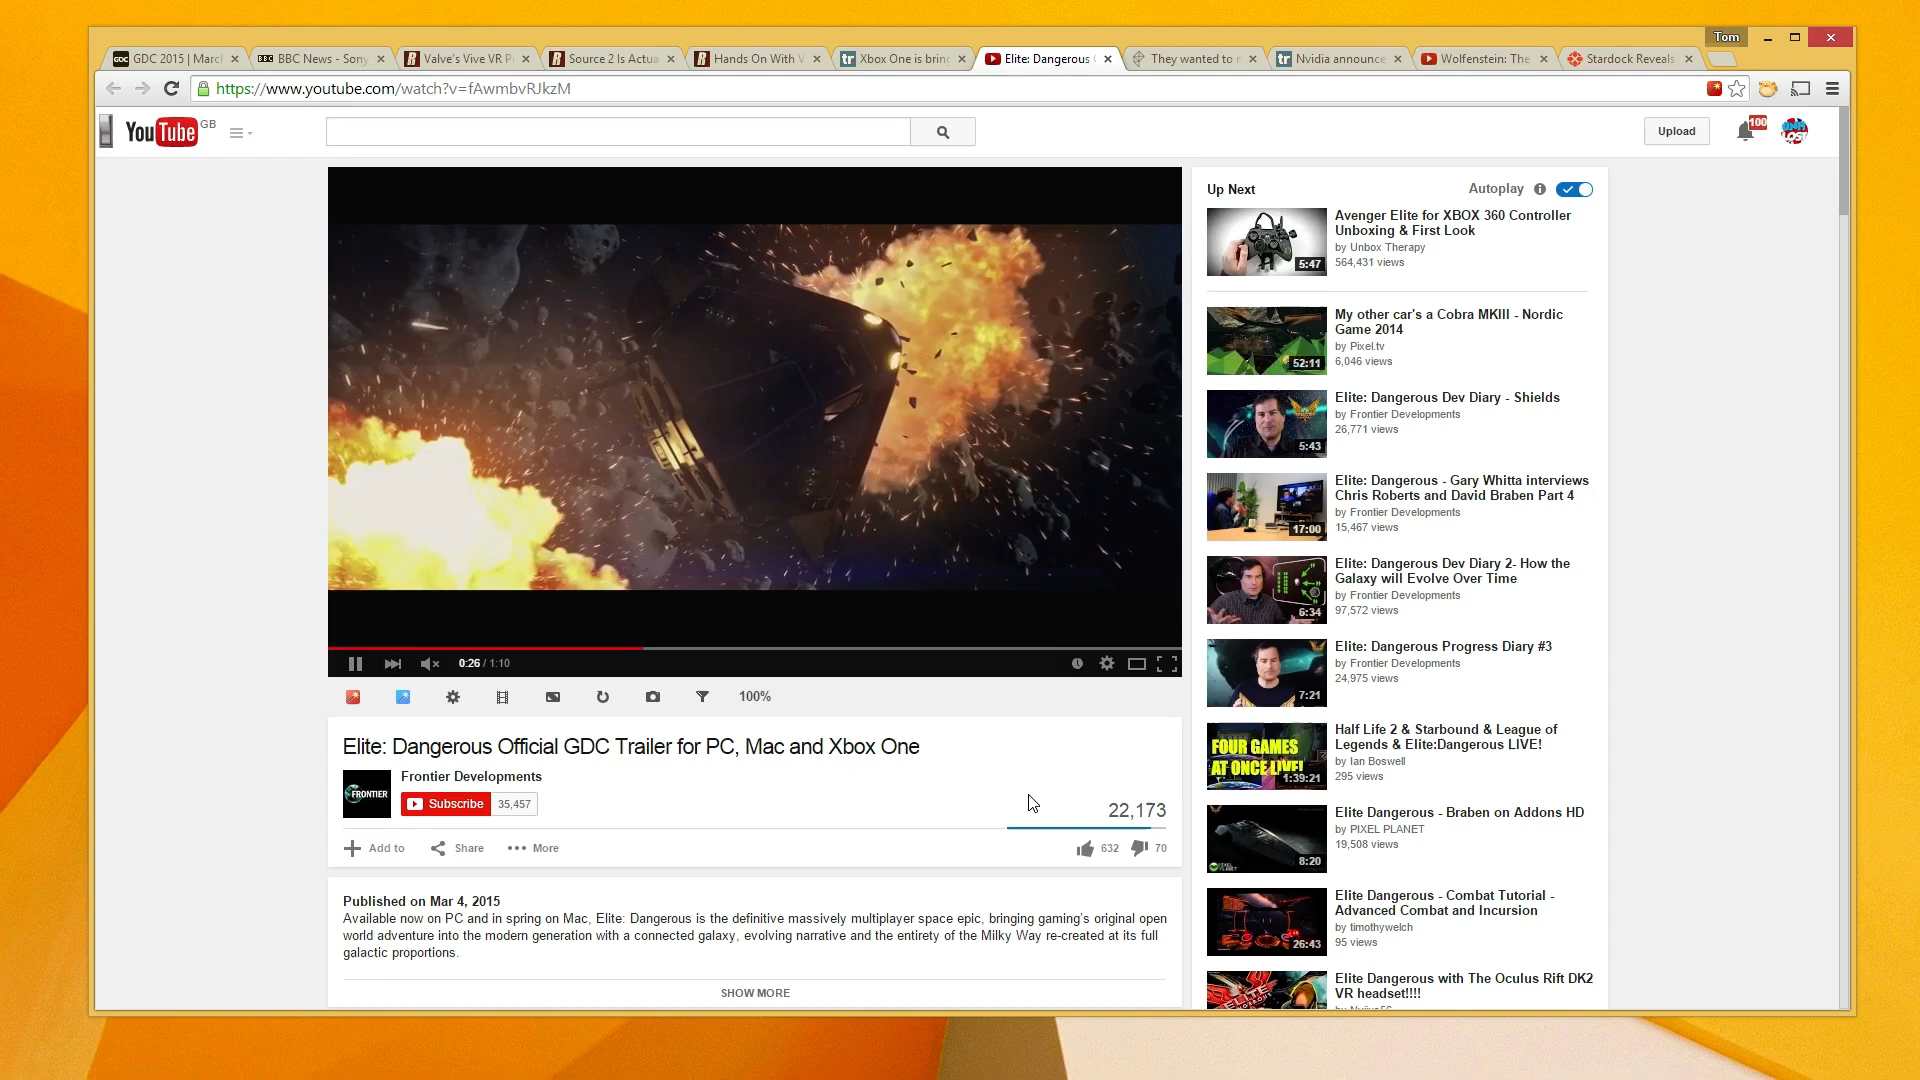 Tom
GDC 2015 | Marc
BBC News - Sony
Valve's Vive VR P
Source 2 Is Actua
Hands On With V
Xbox One is brin
Elite: Dangerous
They wanted to r
Nvidia announce
Wolfenstein: The
Stardock Reveals
https://www.youtube.com/watch?v=fAwmbvRJkzM
YouTube GB
Upload
100
Up Next
Autoplay
Avenger Elite for XBOX 360 Controller
Unboxing & First Look
by Unbox Therapy
564,431 views
5:47
My other car's a Cobra MKIII - Nordic
Game 2014
by Pixel.tv
6,046 views
52:11
Elite: Dangerous Dev Diary - Shields
by Frontier Developments
26,771 views
5:43
Elite: Dangerous - Gary Whitta interviews
Chris Roberts and David Braben Part 4
by Frontier Developments
15,467 views
17:00
Elite: Dangerous Dev Diary 2- How the
Galaxy will Evolve Over Time
by Frontier Developments
97,572 views
6:34
Elite: Dangerous Progress Diary #3
by Frontier Developments
24,975 views
7:21
Half Life 2 & Starbound & League of
Legends & Elite:Dangerous LIVE!
by Ian Boswell
295 views
FOUR GAMES
AT ONCE LIVE!
1:39:21
Elite Dangerous - Braben on Addons HD
by PIXEL PLANET
19,508 views
8:20
Elite Dangerous - Combat Tutorial -
Advanced Combat and Incursion
by timothywelch
95 views
26:43
Elite Dangerous with The Oculus Rift DK2
VR headset!!!!
0:26 / 1:10
100%
Elite: Dangerous Official GDC Trailer for PC, Mac and Xbox One
FRONTIER
Frontier Developments
Subscribe 35,457
22,173
Add to
Share
More
632
70
Published on Mar 4, 2015
Available now on PC and in spring on Mac, Elite: Dangerous is the definitive massively multiplayer space epic, bringing gaming's original open
world adventure into the modern generation with a connected galaxy, evolving narrative and the entirety of the Milky Way re-created at its full
galactic proportions.
SHOW MORE